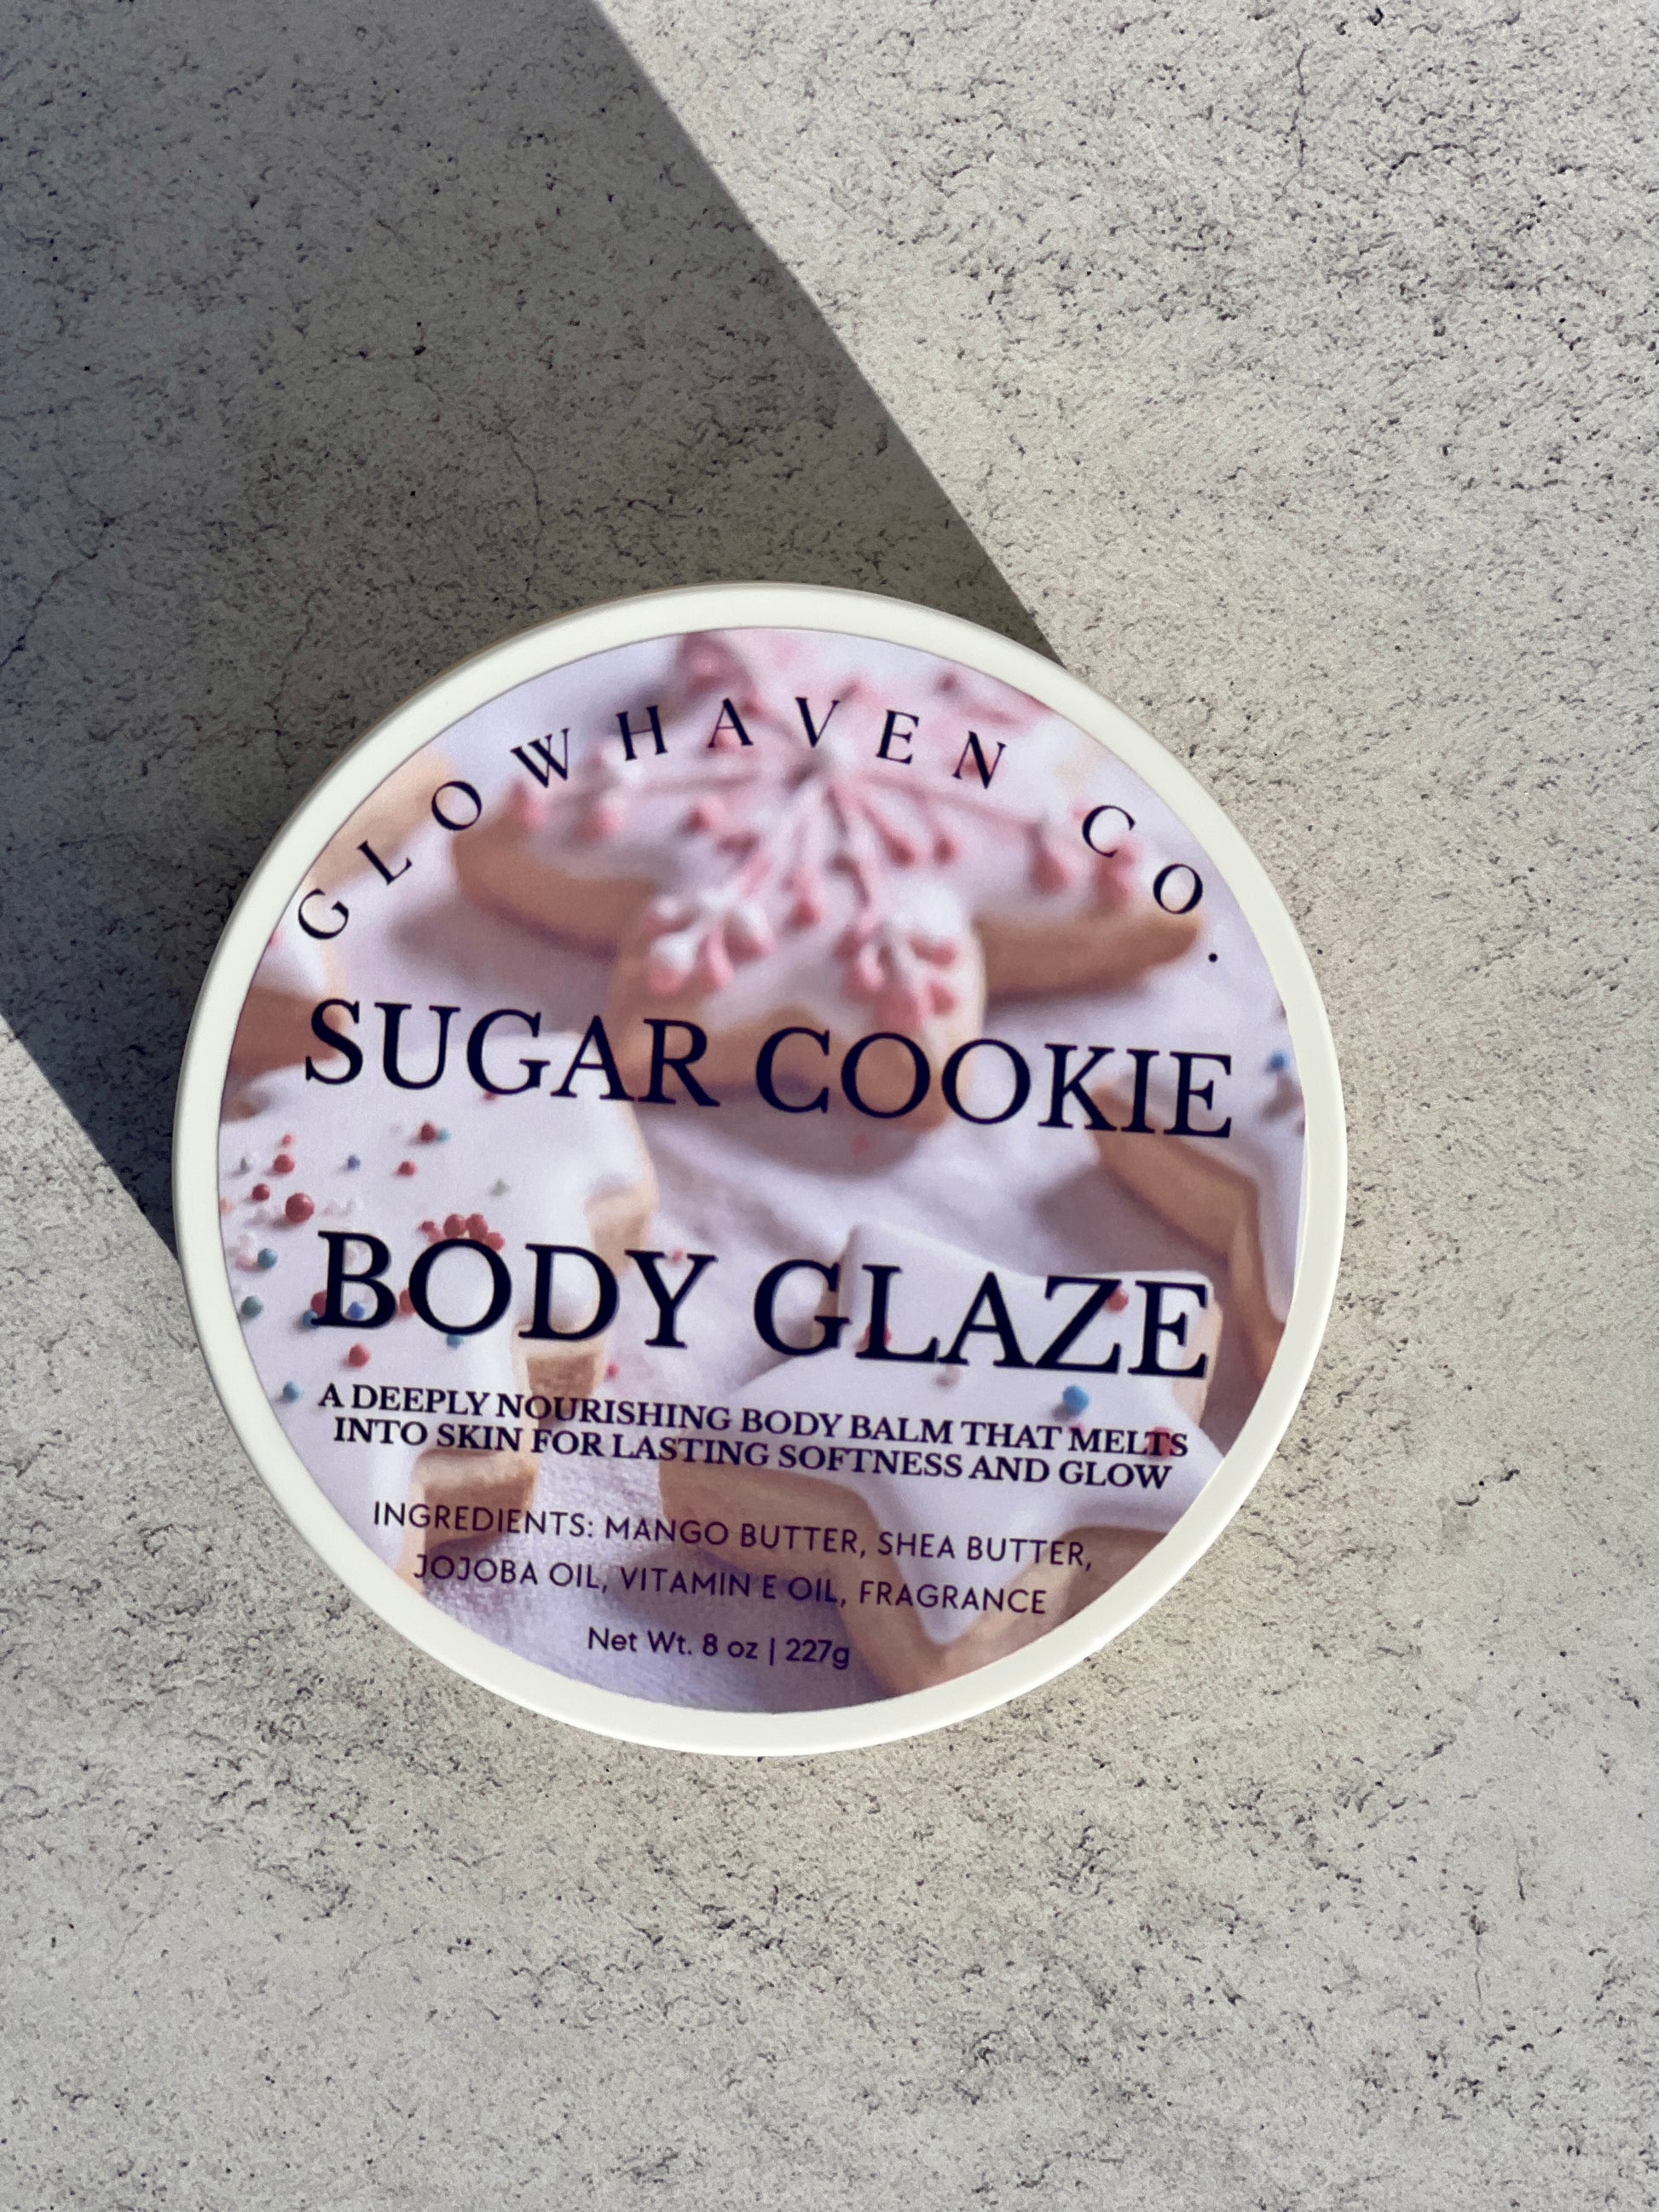 GLOWHAVEN CO.
SUGAR COOKIE
BODY GLAZE
A DEEPLY NOURISHING BODY BALM THAT MELTS
INTO SKIN FOR LASTING SOFTNESS AND GLOW
INGREDIENTS: MANGO BUTTER, SHEA BUTTER,
JOJOBA OIL, VITAMIN E OIL, FRAGRANCE
Net Wt. 8 oz | 227g